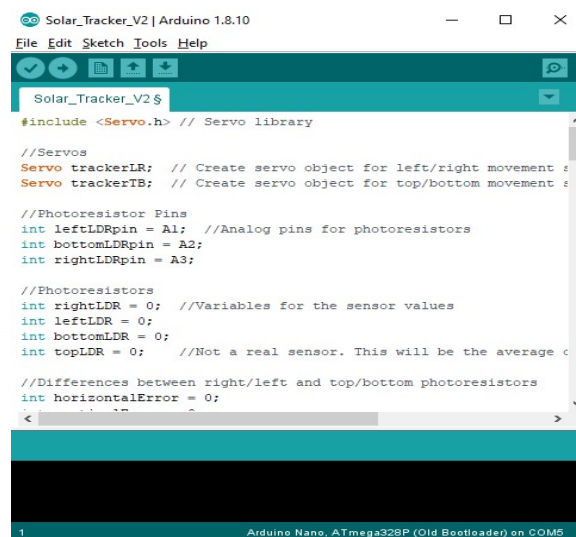 Solar_Tracker_V2 | Arduino 1.8.10
File Edit Sketch Tools Help
Solar_Tracker_V2 §
#include <Servo.h> // Servo library
//Servos
Servo trackerLR;  // Create servo object for left/right movement s
Servo trackerTB;  // Create servo object for top/bottom movement s
//Photoresistor Pins
int leftLDRpin = A1;  //Analog pins for photoresistors
int bottomLDRpin = A2;
int rightLDRpin = A3;
//Photoresistors
int rightLDR = 0;  //Variables for the sensor values
int leftLDR = 0;
int bottomLDR = 0;
int topLDR = 0;    //Not a real sensor. This will be the average o
//Differences between right/left and top/bottom photoresistors
int horizontalError = 0;
1 Arduino Nano, ATmega328P (Old Bootloader) on COM5